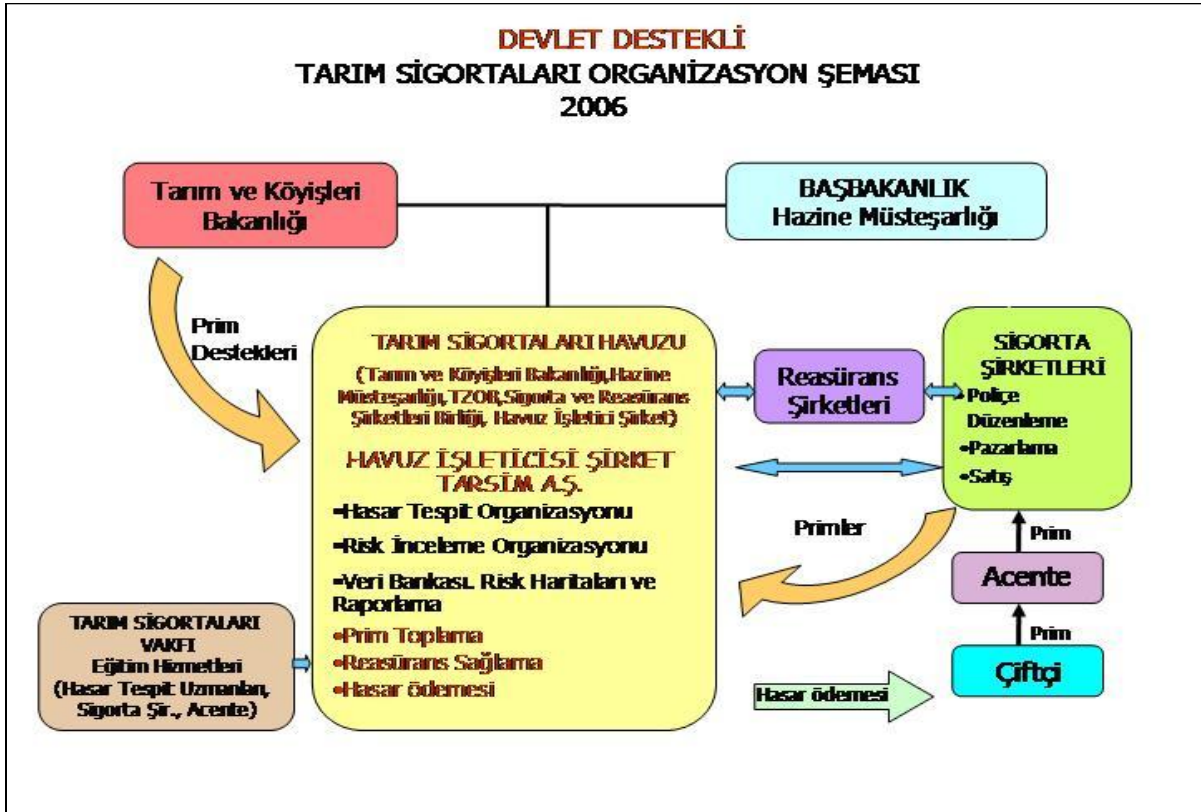 DEVLET DESTEKLİ
TARIM SİGORTALARI ORGANİZASYON ŞEMASI
2006
Tarım ve Köyişleri
Bakanlığı
BAŞBAKANLIK
Hazine Müsteşarlığı
Prim
Destekleri
TARIM SİGORTALARI HAVUZU
(Tarım ve Köyişleri Bakanlığı,Hazine
Müsteşarlığı,TZOB,Sigorta ve Reasürans
Şirketleri Birliği, Havuz İşletici Şirket)
HAVUZ İŞLETİCİSİ ŞİRKET
TARSİM A.Ş.
▪Hasar Tespit Organizasyonu
▪Risk İnceleme Organizasyonu
▪Veri Bankası. Risk Haritaları ve
Raporlama
•Prim Toplama
•Reasürans Sağlama
•Hasar ödemesi
Reasürans
Şirketleri
SİGORTA
ŞİRKETLERİ
•Poliçe
Düzenleme
•Pazarlama
•Satış
Primler
Prim
Acente
Prim
Çiftçi
Hasar ödemesi
TARIM SİGORTALARI
VAKFI
Eğitim Hizmetleri
(Hasar Tespit Uzmanları,
Sigorta Şir., Acente)